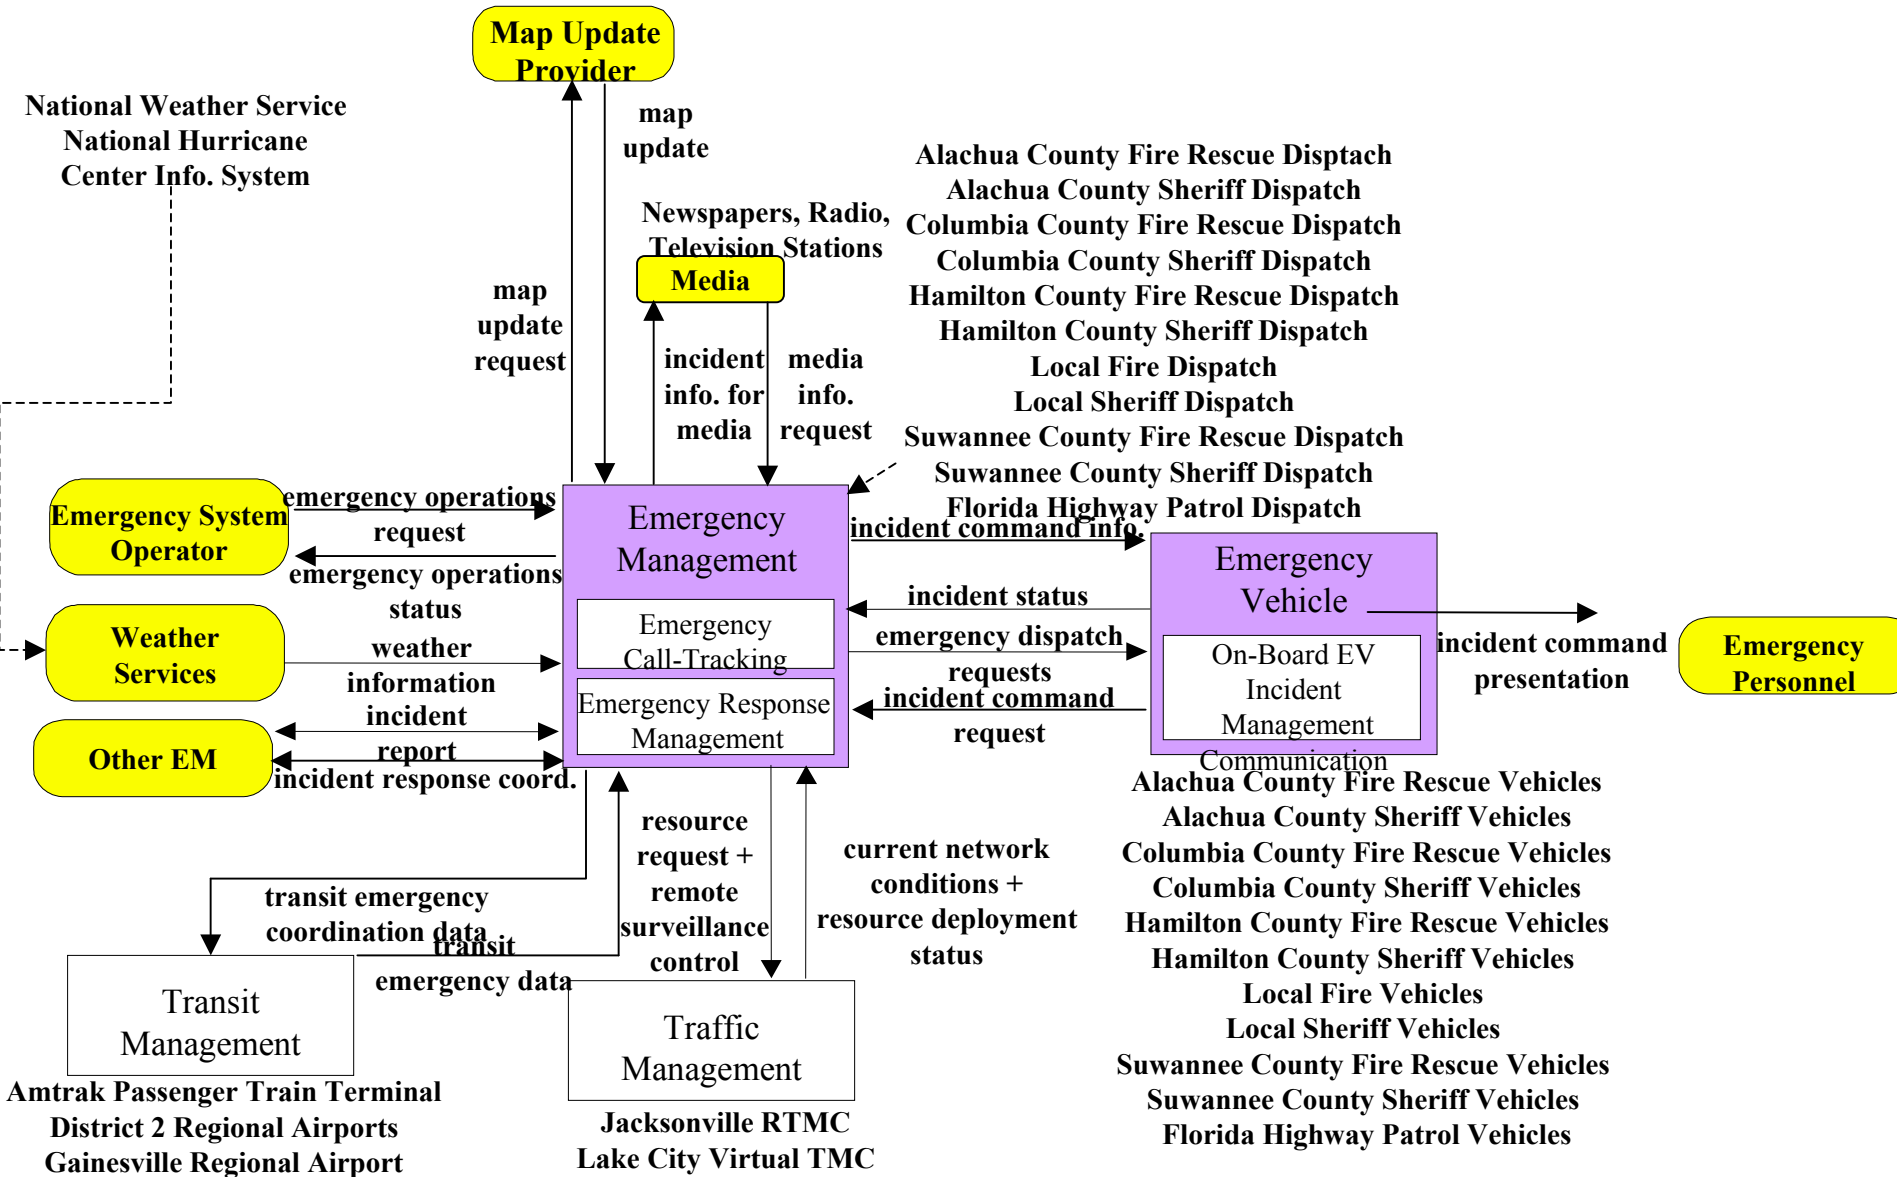 Map Update
Provider
National Weather Service
National Hurricane
Center Info. System
map
update
Alachua County Fire Rescue Disptach
Alachua County Sheriff Dispatch
Columbia County Fire Rescue Dispatch
Columbia County Sheriff Dispatch
Hamilton County Fire Rescue Dispatch
Hamilton County Sheriff Dispatch
Local Fire Dispatch
Local Sheriff Dispatch
Suwannee County Fire Rescue Dispatch
Suwannee County Sheriff Dispatch
Florida Highway Patrol Dispatch
Newspapers, Radio,
Television Stations
Media
map
update
request
incident
info. for
media
media
info.
request
Emergency System
Operator
emergency operations
request
emergency operations
status
Emergency
Management
Emergency
Call-Tracking
Emergency Response
Management
incident command info.
incident status
emergency dispatch
requests
incident command
request
Emergency
Vehicle
On-Board EV
Incident
Management
Communication
incident command
presentation
Emergency
Personnel
Weather
Services
weather
information
Other EM
incident
report
incident response coord.
Alachua County Fire Rescue Vehicles
Alachua County Sheriff Vehicles
Columbia County Fire Rescue Vehicles
Columbia County Sheriff Vehicles
Hamilton County Fire Rescue Vehicles
Hamilton County Sheriff Vehicles
Local Fire Vehicles
Local Sheriff Vehicles
Suwannee County Fire Rescue Vehicles
Suwannee County Sheriff Vehicles
Florida Highway Patrol Vehicles
resource
request +
remote
surveillance
control
current network
conditions +
resource deployment
status
transit emergency
coordination data
transit
emergency data
Transit
Management
Amtrak Passenger Train Terminal
District 2 Regional Airports
Gainesville Regional Airport
Traffic
Management
Jacksonville RTMC
Lake City Virtual TMC